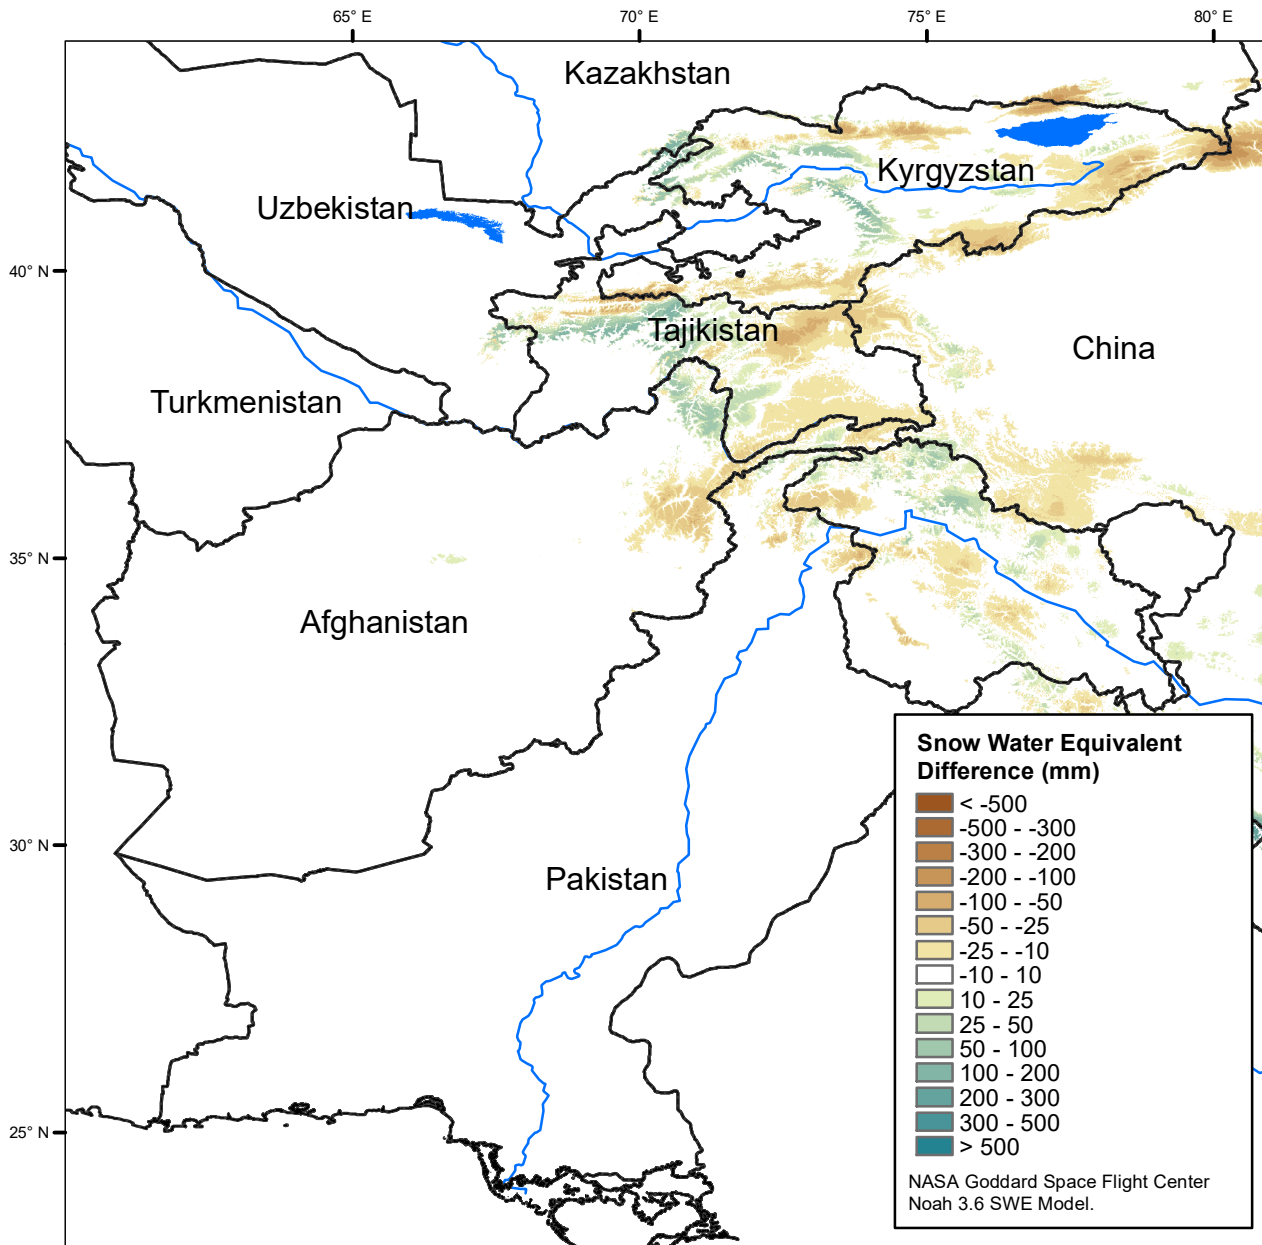 65° E
70° E
75° E
80° E
Kazakhstan
Kyrgyzstan
Uzbekistan
40° N
Tajikistan
China
Turkmenistan
35° N
Afghanistan
Snow Water Equivalent
Difference (mm)
< -500
-500 - -300
-300 - -200
-200 - -100
-100 - -50
-50 - -25
-25 - -10
-10 - 10
10 - 25
25 - 50
50 - 100
100 - 200
200 - 300
300 - 500
> 500
30° N
Pakistan
25° N
NASA Goddard Space Flight Center
Noah 3.6 SWE Model.